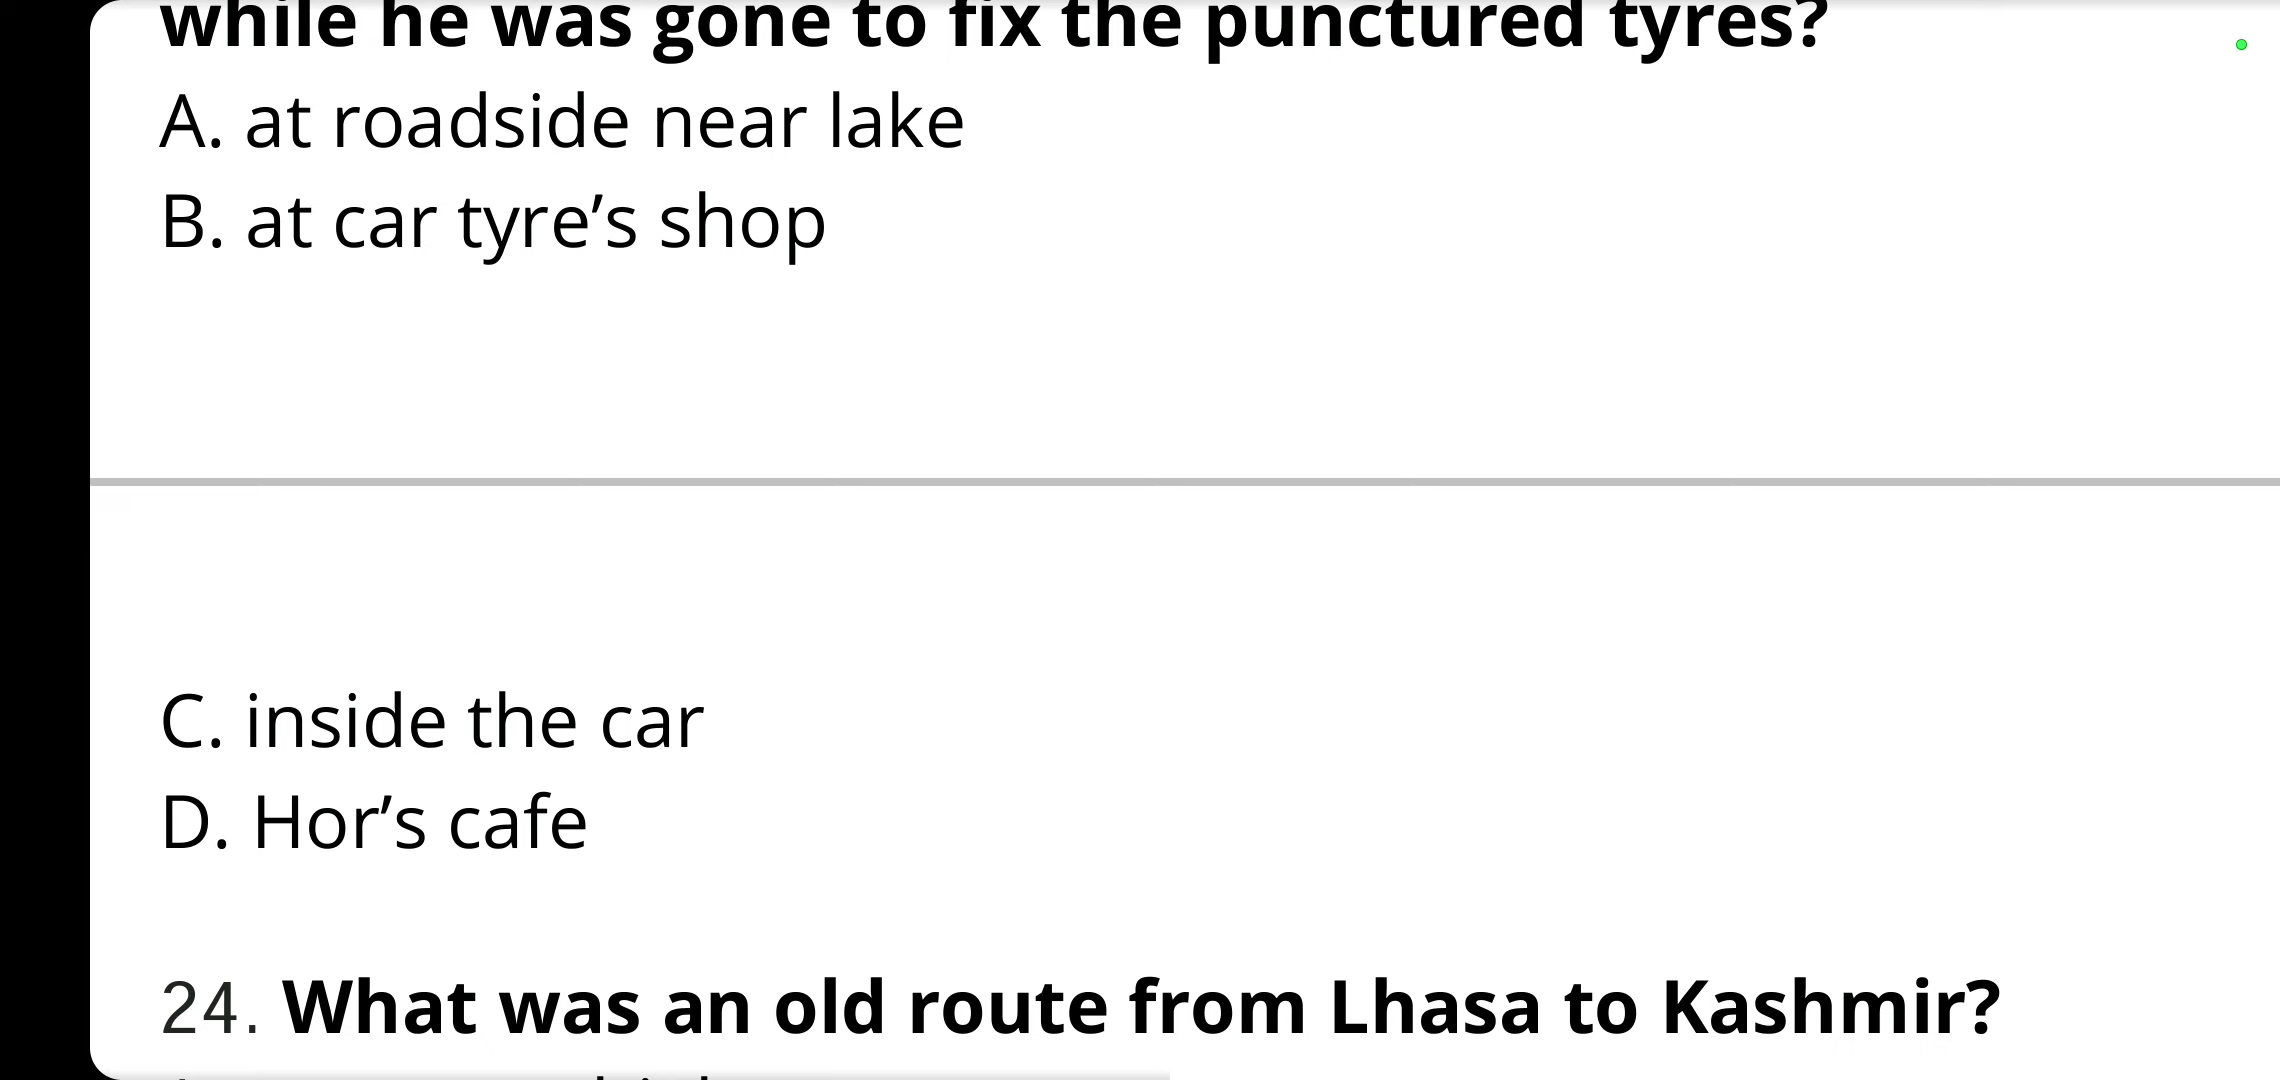 while he was gone to fix the punctured tyres?
A. at roadside near lake
B. at car tyre’s shop
C. inside the car
D. Hor’s cafe
24. What was an old route from Lhasa to Kashmir?